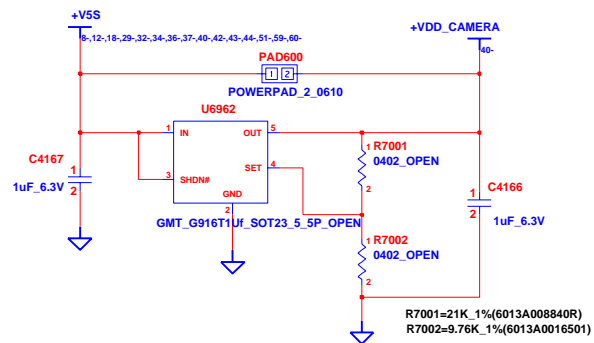 +V5S
8-,12-,18-,29-,32-,34-,36-,37-,40-,42-,43-,44-,51-,59-,60-
+VDD_CAMERA
40-
PAD600
1 2
POWERPAD_2_0610
U6962
1 IN OUT 5
SET 4
3 SHDN#
GND
2
GMT_G916T1Uf_SOT23_5_5P_OPEN
C4167
1
2
1uF_6.3V
1 R7001
0402_OPEN
2
1 R7002
0402_OPEN
2
C4166
1
2
1uF_6.3V
R7001=21K_1%(6013A008840R)
R7002=9.76K_1%(6013A0016501)